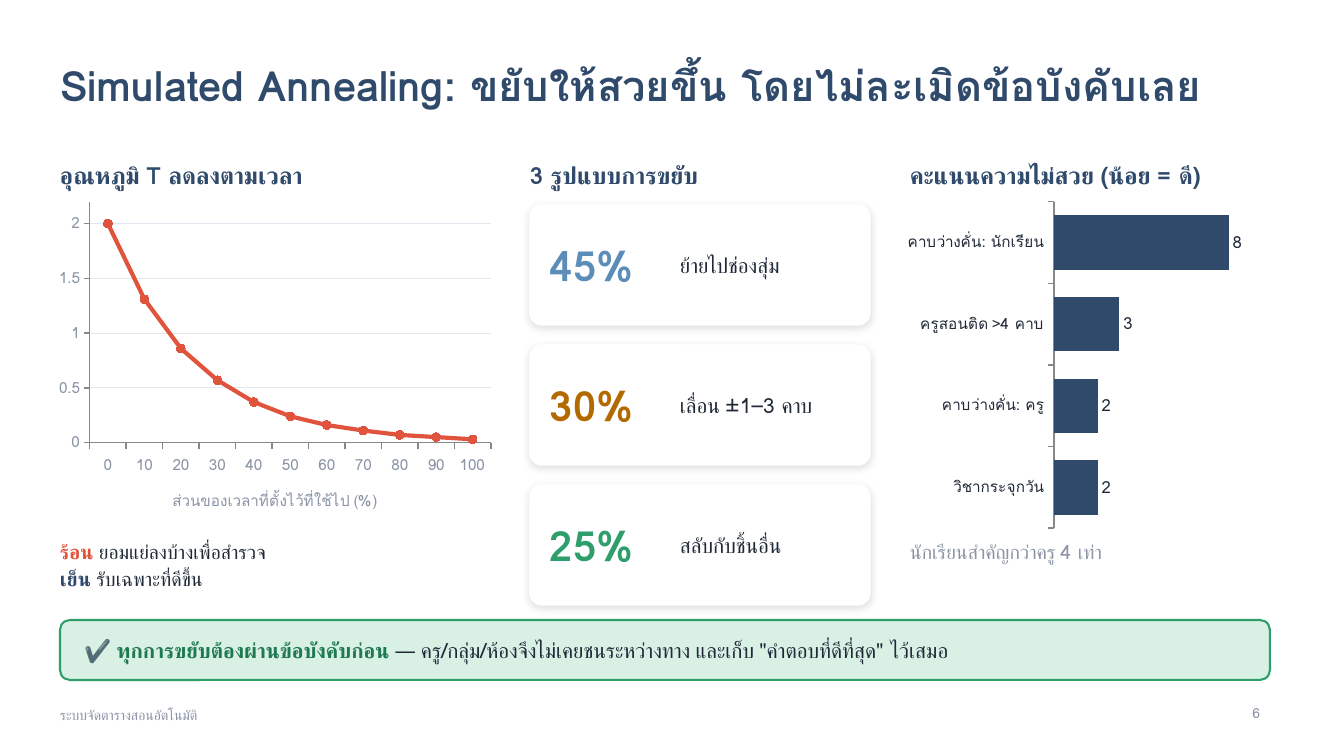 Simulated Annealing: ขยับให้สวยขึ้น โดยไม่ละเมิดข้อบังคับเลย
อุณหภูมิ T ลดลงตามเวลา
2
1.5
1
0.5
0
0 10 20 30 40 50 60 70 80 90 100
ส่วนของเวลาที่ตั้งไว้ที่ใช้ไป (%)
ร้อน ยอมแย่ลงบ้างเพื่อสำรวจ
เย็น รับเฉพาะที่ดีขึ้น
3 รูปแบบการขยับ
45% ย้ายไปช่องสุ่ม
30% เลื่อน ±1–3 คาบ
25% สลับกับชิ้นอื่น
คะแนนความไม่สวย (น้อย = ดี)
คาบว่างคั่น: นักเรียน 8
ครูสอนติด >4 คาบ 3
คาบว่างคั่น: ครู 2
วิชากระจุกวัน 2
นักเรียนสำคัญกว่าครู 4 เท่า
✔ ทุกการขยับต้องผ่านข้อบังคับก่อน — ครู/กลุ่ม/ห้องจึงไม่เคยชนระหว่างทาง และเก็บ "คำตอบที่ดีที่สุด" ไว้เสมอ
ระบบจัดตารางสอนอัตโนมัติ
6